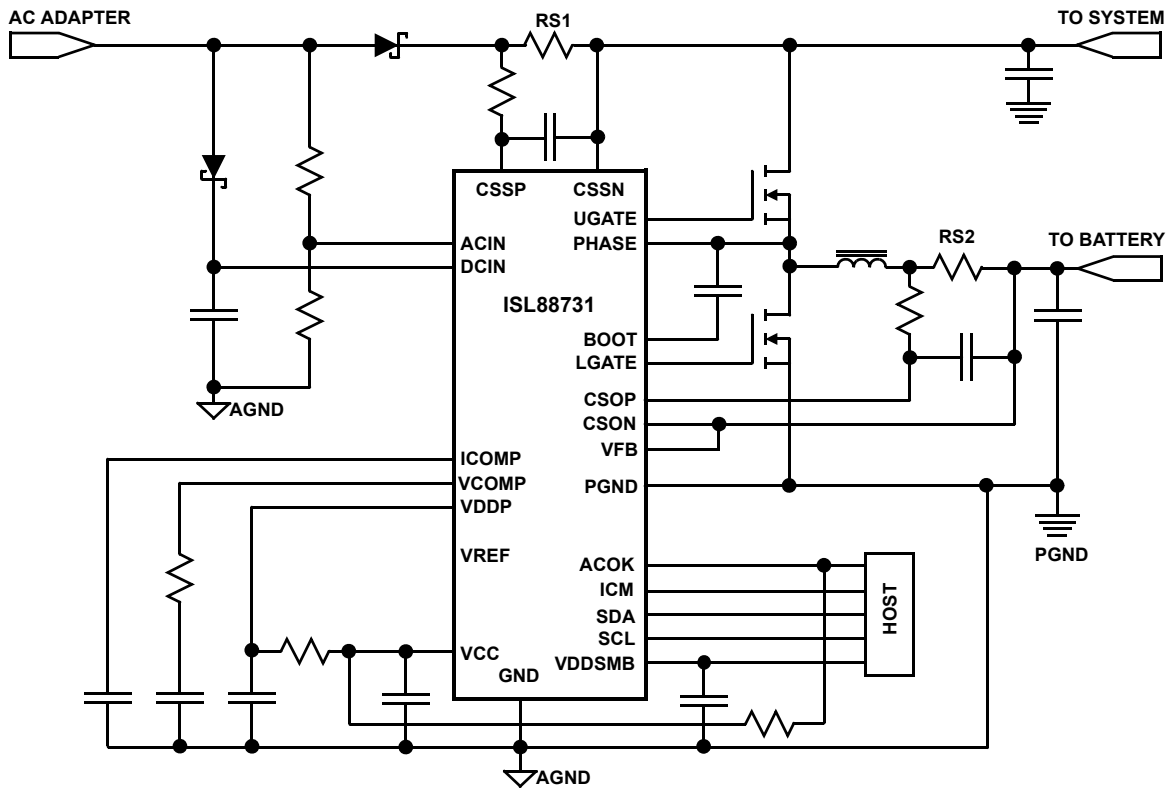 AC ADAPTER
RS1
TO SYSTEM
CSSP
CSSN
UGATE
PHASE
RS2
TO BATTERY
ACIN
DCIN
ISL88731
BOOT
LGATE
CSOP
CSON
VFB
AGND
ICOMP
VCOMP
VDDP
PGND
VREF
PGND
ACOK
ICM
SDA
SCL
VDDSMB
HOST
VCC
GND
AGND